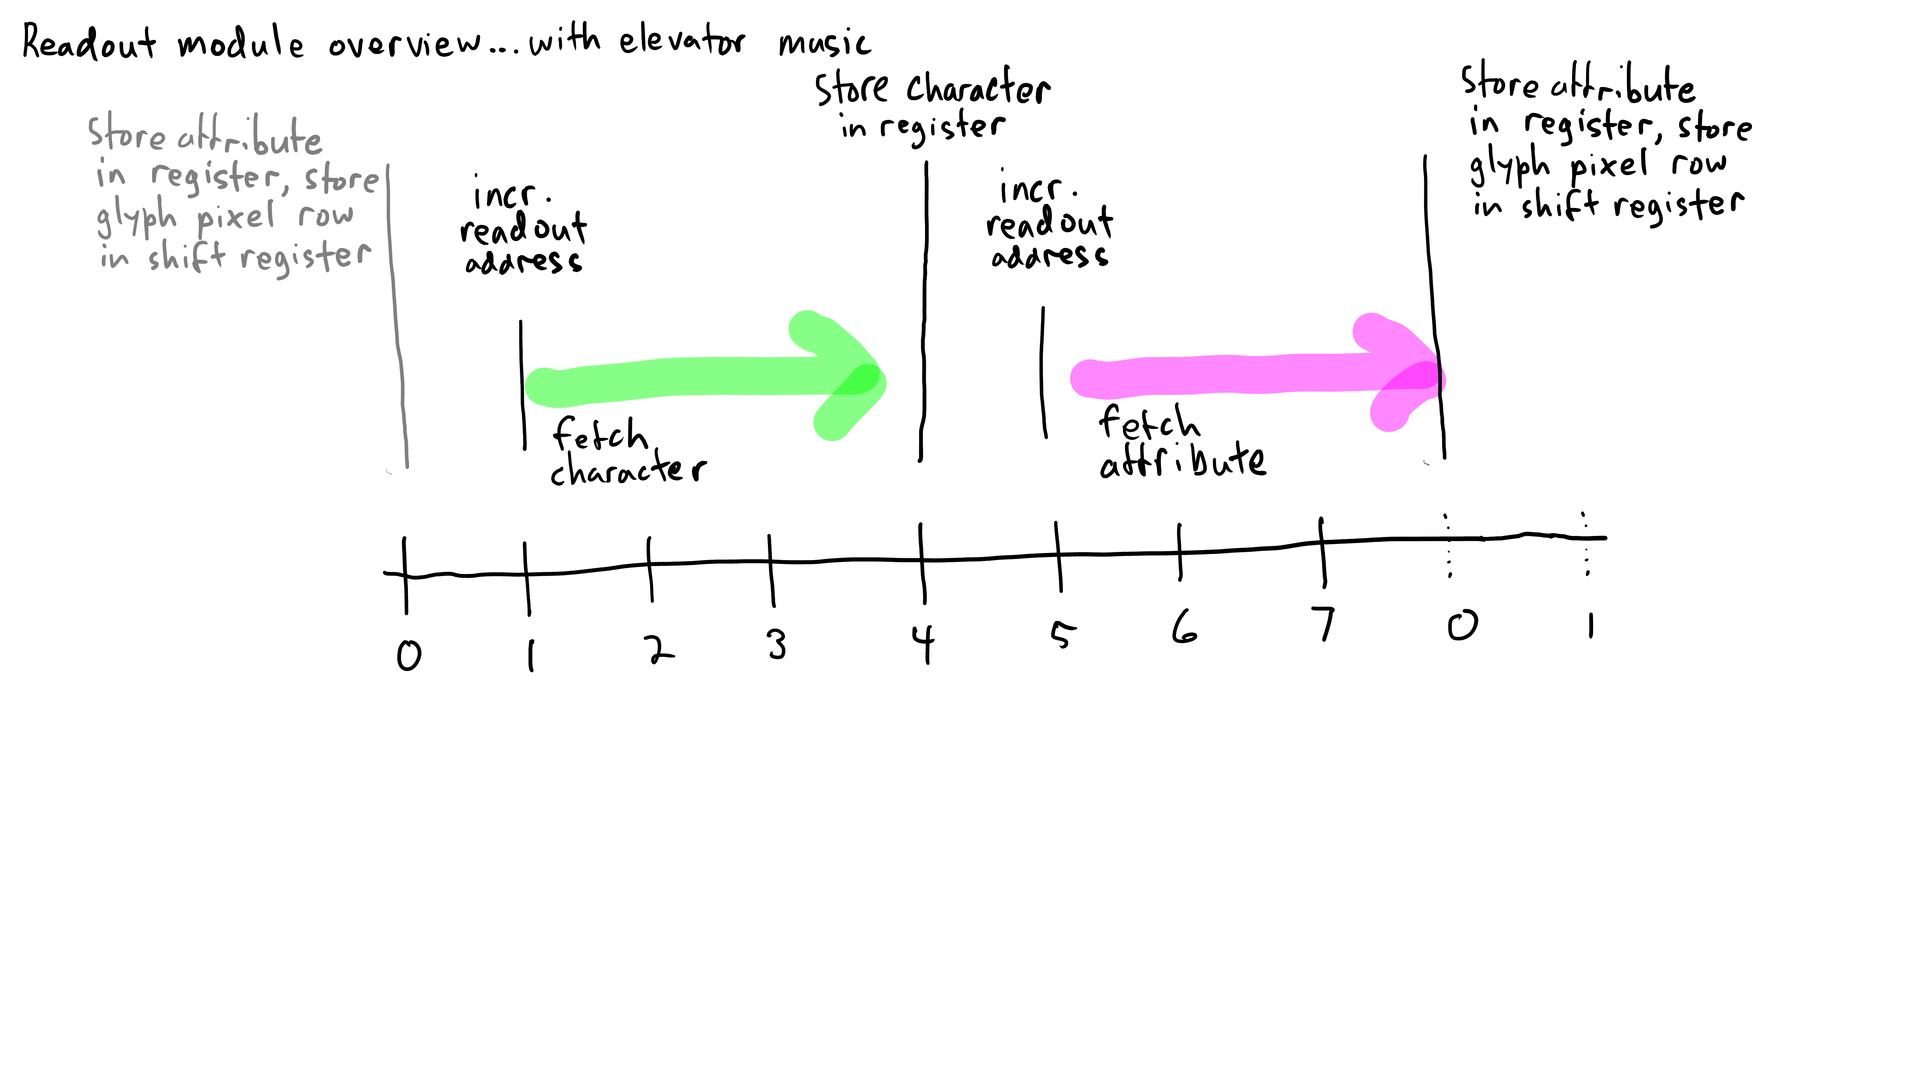 Readout module overview...with elevator music
Store attribute
in register, store
glyph pixel row
in shift register
incr.
readout
address
fetch
character
Store character
in register
incr.
readout
address
fetch
attribute
Store attribute
in register, store
glyph pixel row
in shift register
0 1 2 3 4 5 6 7 0 1